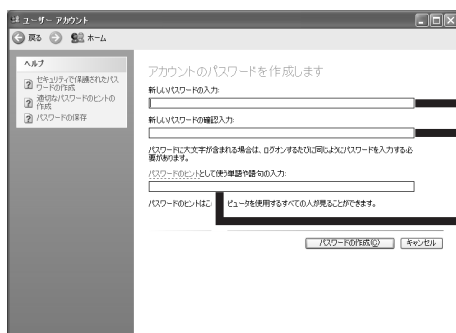 ユーザー アカウント
戻る ホーム
ヘルプ
セキュリティで保護されたパス
ワードの作成
適切なパスワードのヒントの
作成
パスワードの保存
アカウントのパスワードを作成します
新しいパスワードの入力:
新しいパスワードの確認入力:
パスワードに大文字が含まれる場合は、ログオンするたびに同じようにパスワードを入力する必
要があります。
パスワードのヒントとして使う単語や語句の入力:
パスワードのヒントはこ ピュータを使用するすべての人が見ることができます。
パスワードの作成(C) キャンセル